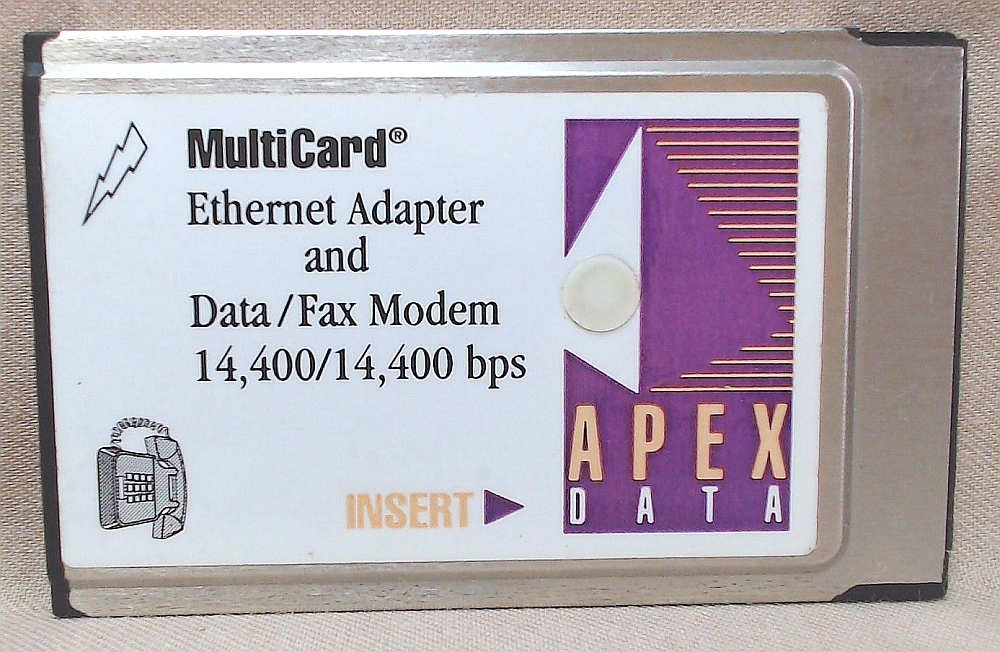 MultiCard®
Ethernet Adapter
and
Data/Fax Modem
14,400/14,400 bps
INSERT
APEX
DATA